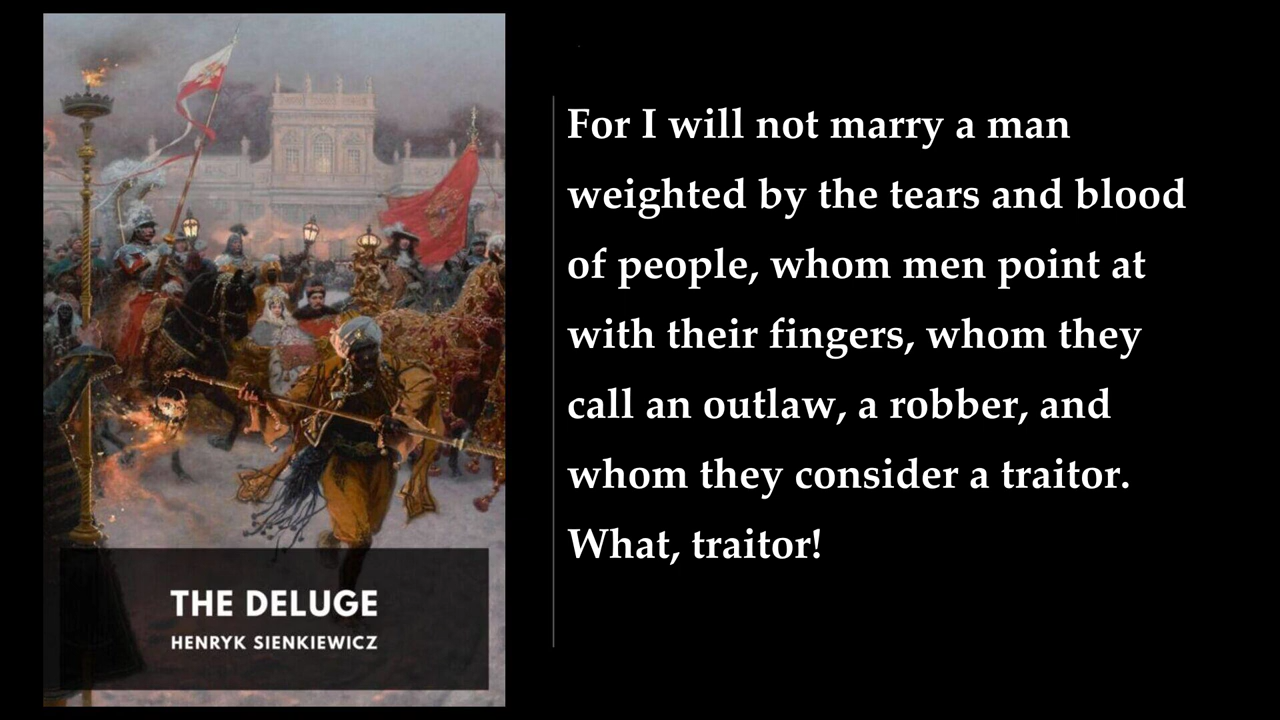 For I will not marry a man
weighted by the tears and blood
of people, whom men point at
with their fingers, whom they
call an outlaw, a robber, and
whom they consider a traitor.
What, traitor!
THE DELUGE
HENRYK SIENKIEWICZ